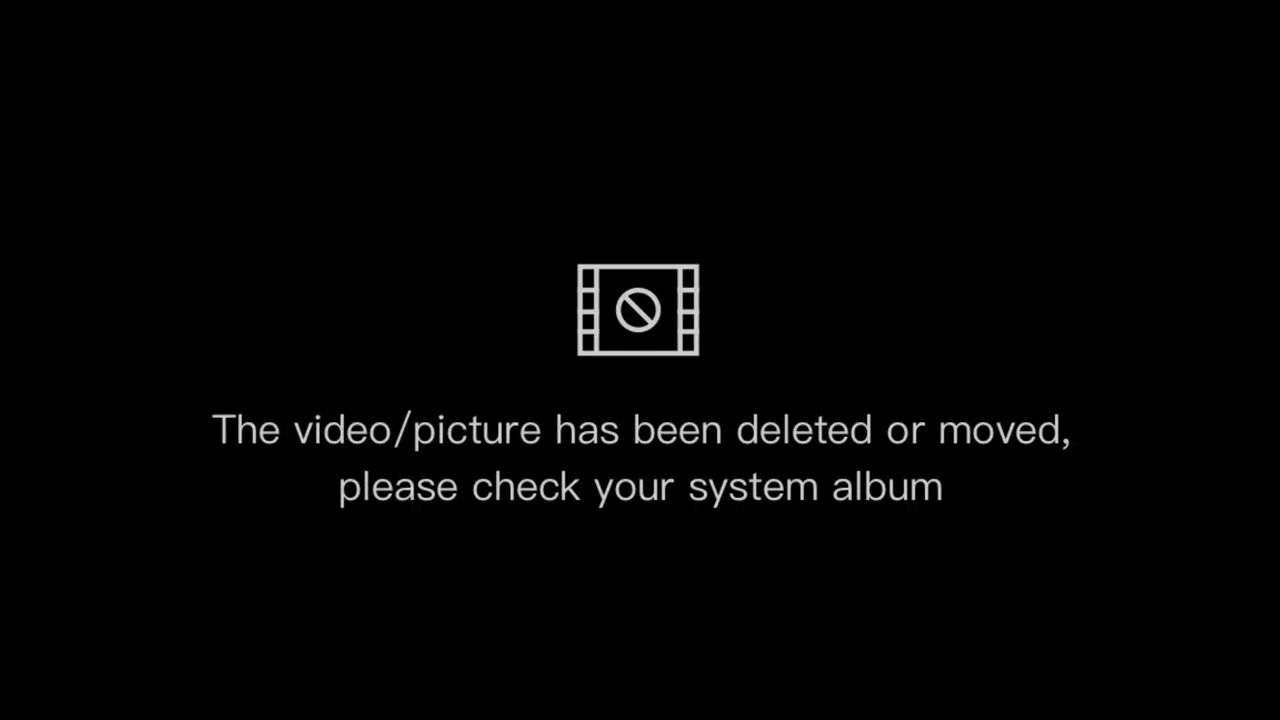 The video/picture has been deleted or moved,
please check your system album